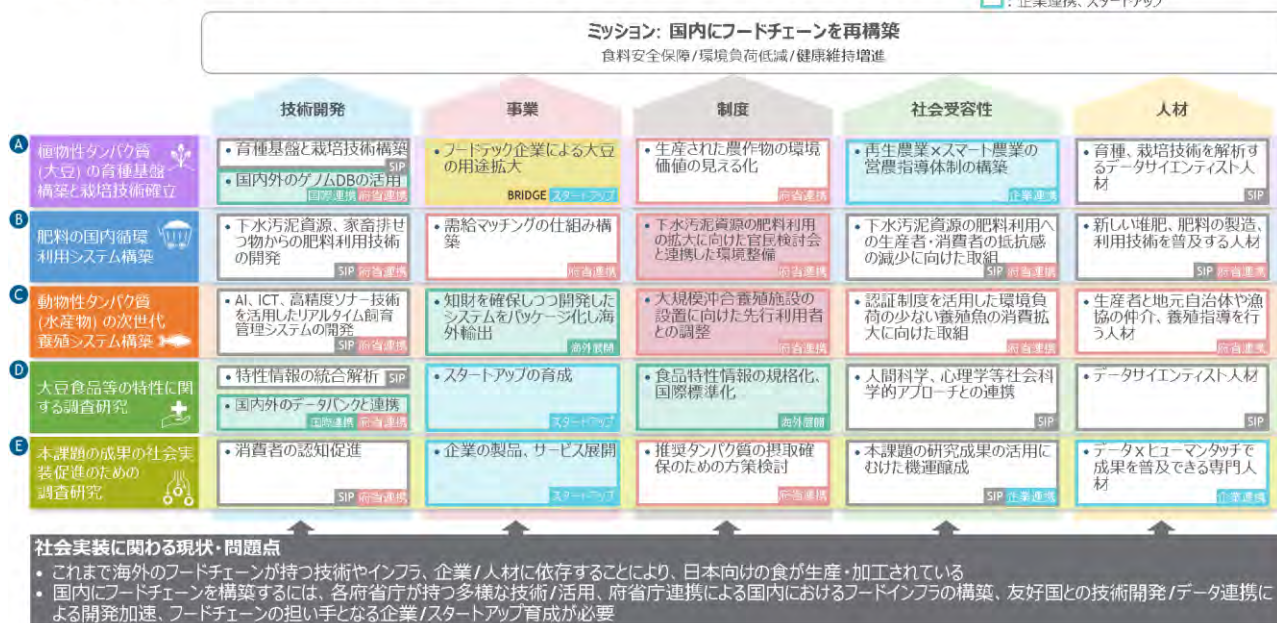 ：企業連携、スタートアップ
ミッション: 国内にフードチェーンを再構築
食料安全保障/環境負荷低減/健康維持増進
技術開発
事業
制度
社会受容性
人材
A
植物性タンパク質
(大豆) の育種基盤
構築と栽培技術確立
• 育種基盤と栽培技術構築
SIP
• 国内外のゲノムDBの活用
国際連携 府省連携
• フードテック企業による大豆
の用途拡大
BRIDGE スタートアップ
• 生産された農作物の環境
価値の見える化
府省連携
• 再生農業×スマート農業の
営農指導体制の構築
企業連携
• 育種、栽培技術を解析す
るデータサイエンティスト人
材
SIP
B
肥料の国内循環
利用システム構築
• 下水汚泥資源、家畜排せ
つ物からの肥料利用技術
の開発
SIP 府省連携
• 需給マッチングの仕組み構
築
府省連携
• 下水汚泥資源の肥料利用
の拡大に向けた官民検討会
と連携した環境整備
府省連携
• 下水汚泥資源の肥料利用へ
の生産者・消費者の抵抗感
の減少に向けた取組
SIP 府省連携
• 新しい堆肥、肥料の製造、
利用技術を普及する人材
SIP 府省連携
C
動物性タンパク質
(水産物) の次世代
養殖システム構築
• AI、ICT、高精度ソナー技術
を活用したリアルタイム飼育
管理システムの開発
SIP 府省連携
• 知財を確保しつつ開発した
システムをパッケージ化し海
外輸出
海外展開
• 大規模沖合養殖施設の
設置に向けた先行利用者
との調整
府省連携
• 認証制度を活用した環境負
荷の少ない養殖魚の消費拡
大に向けた取組
府省連携
• 生産者と地元自治体や漁
協の仲介、養殖指導を行
う人材
府省連携
D
大豆食品等の特性に関
する調査研究
• 特性情報の統合解析 SIP
• 国内外のデータバンクと連携
国際連携 府省連携
• スタートアップの育成
スタートアップ
• 食品特性情報の規格化、
国際標準化
海外展開
• 人間科学、心理学等社会科
学的アプローチとの連携
SIP
• データサイエンティスト人材
SIP
E
本課題の成果の社会実
装促進のための
調査研究
• 消費者の認知促進
SIP 府省連携
• 企業の製品、サービス展開
スタートアップ
• 推奨タンパク質の摂取確
保のための方策検討
府省連携
• 本課題の研究成果の活用に
むけた機運醸成
SIP 企業連携
• データ×ヒューマンタッチで
成果を普及できる専門人
材
企業連携
社会実装に関わる現状・問題点
• これまで海外のフードチェーンが持つ技術やインフラ、企業/人材に依存することにより、日本向けの食が生産・加工されている
• 国内にフードチェーンを構築するには、各府省庁が持つ多様な技術/活用、府省庁連携による国内におけるフードインフラの構築、友好国との技術開発/データ連携に
よる開発加速、フードチェーンの担い手となる企業/スタートアップ育成が必要